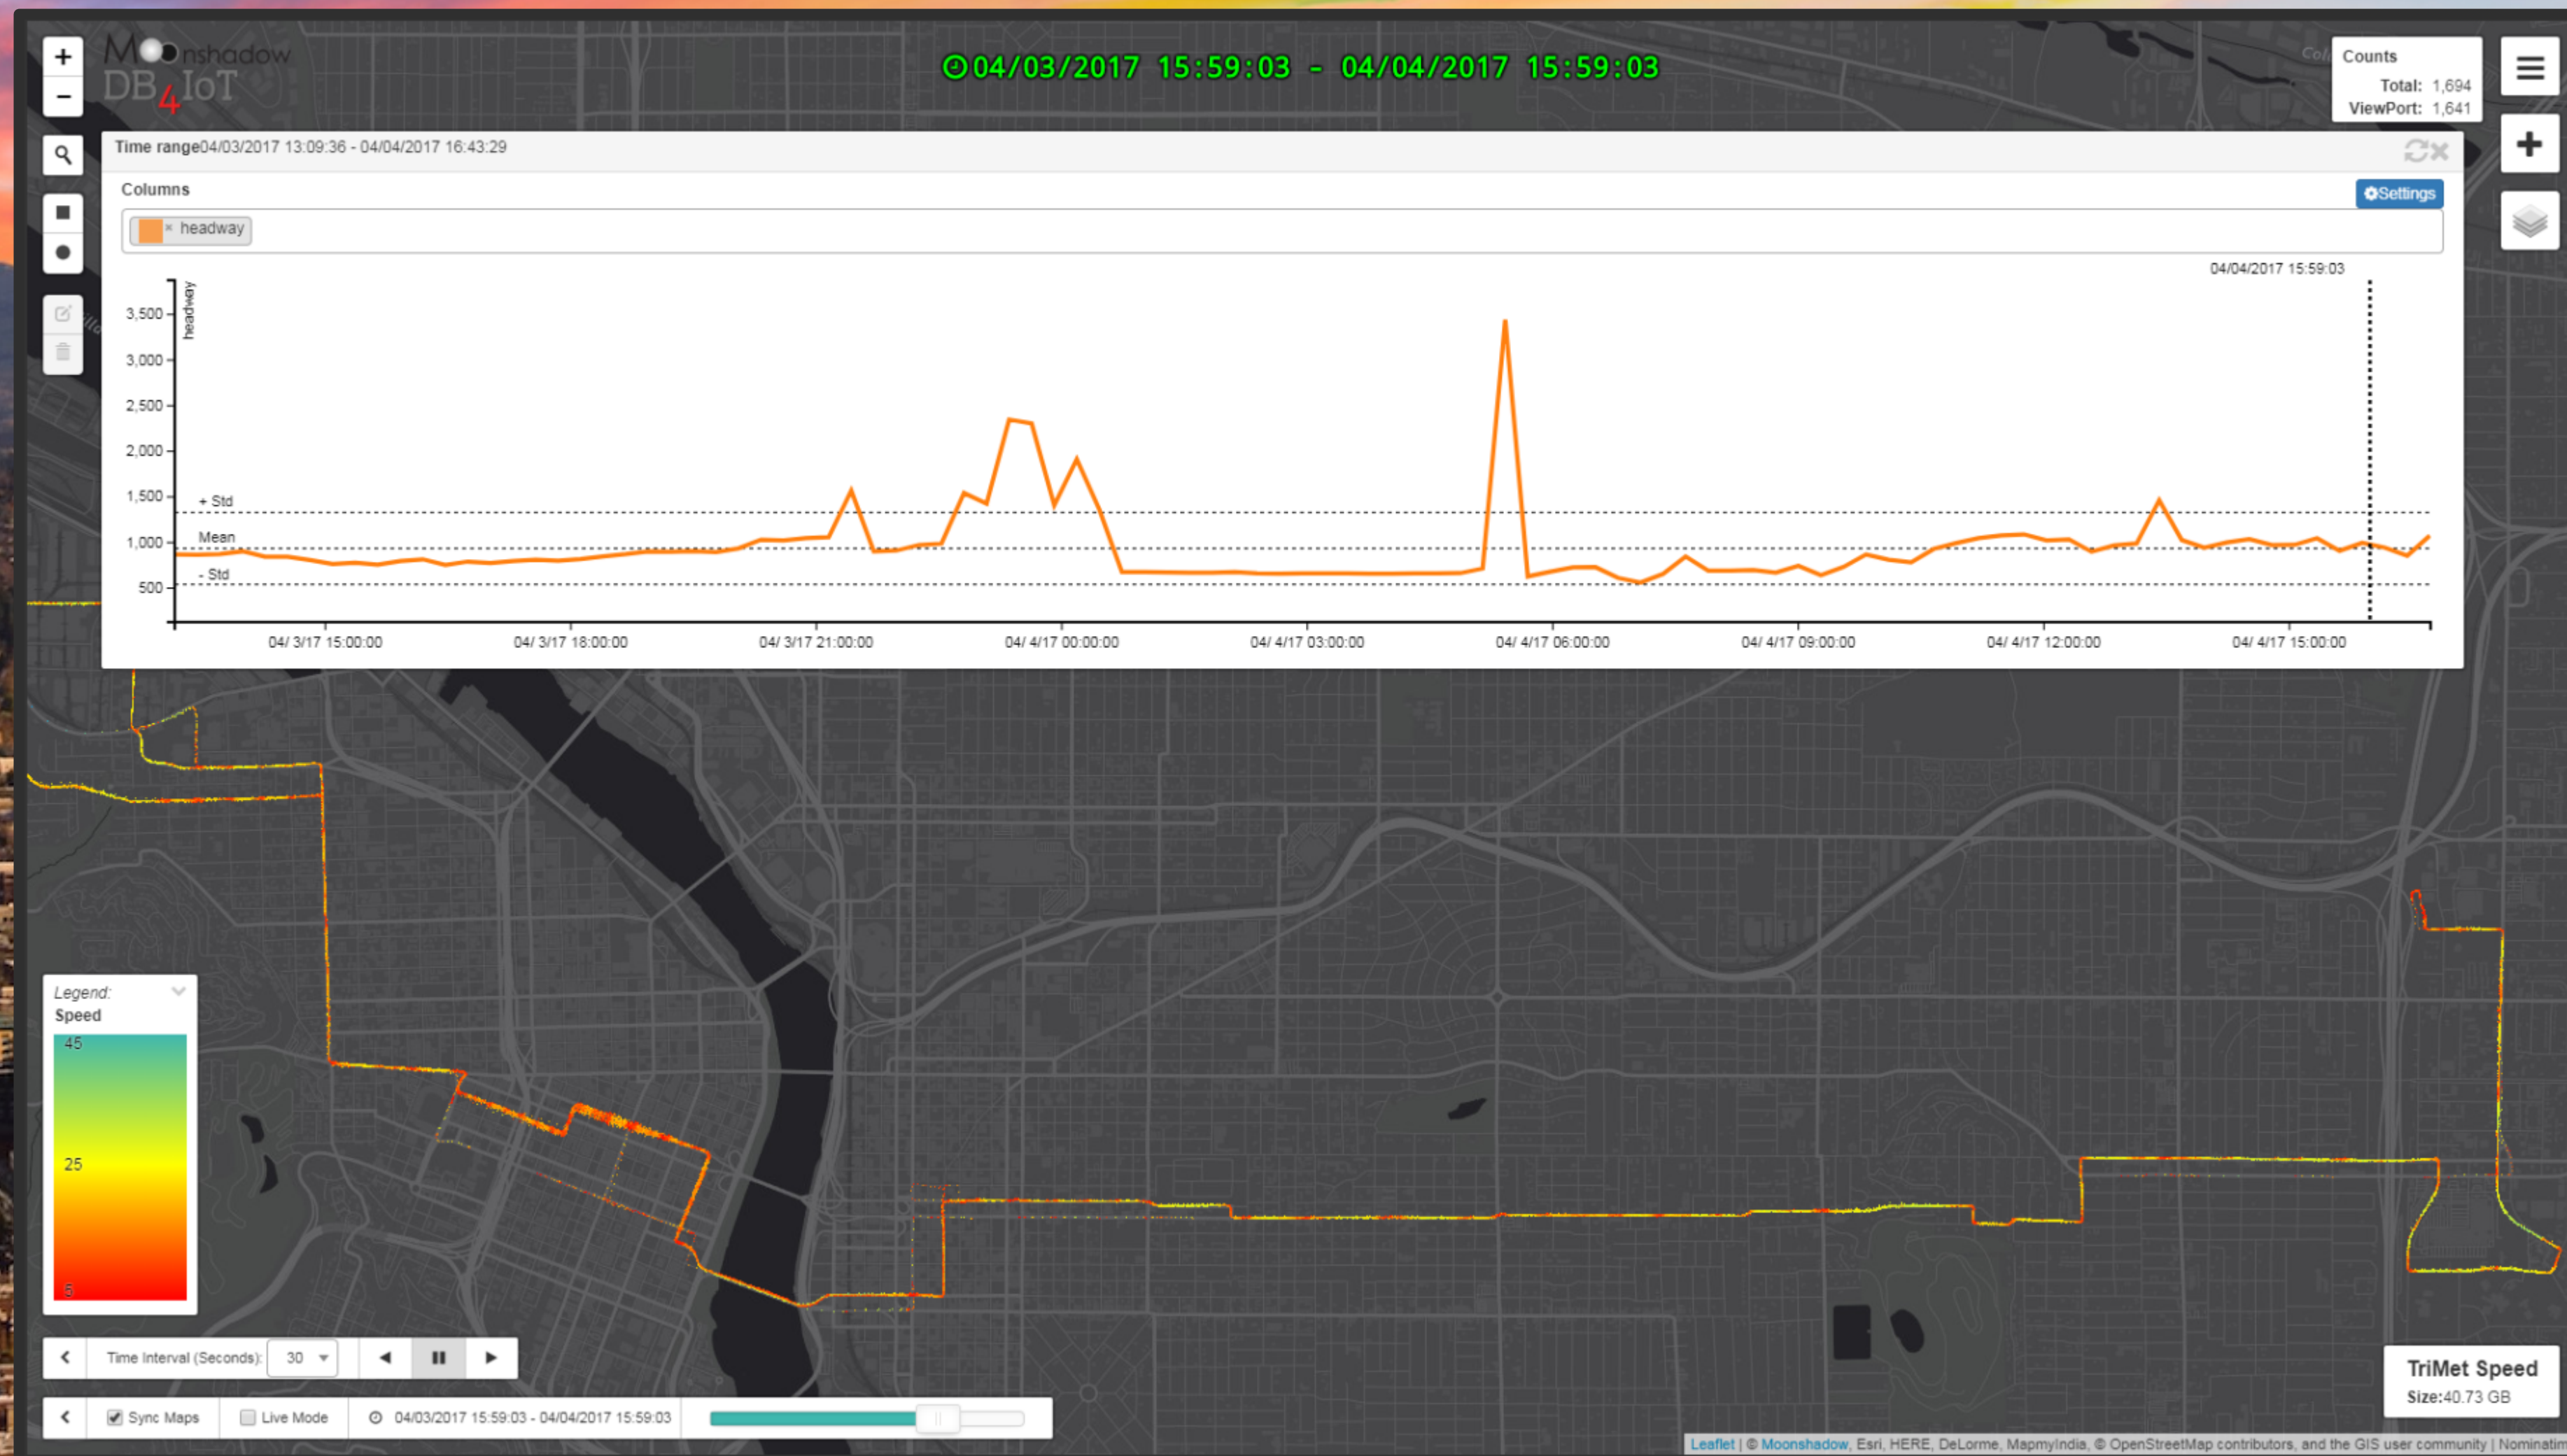 +
Moonshadow
DB4IoT
−
04/03/2017 15:59:03 - 04/04/2017 15:59:03
Counts
Total: 1,694
ViewPort: 1,641
Time range04/03/2017 13:09:36 - 04/04/2017 16:43:29
Columns
Settings
× headway
04/04/2017 15:59:03
headway
3,500
3,000
2,500
2,000
1,500
1,000
500
+ Std
Mean
- Std
04/ 3/17 15:00:00
04/ 3/17 18:00:00
04/ 3/17 21:00:00
04/ 4/17 00:00:00
04/ 4/17 03:00:00
04/ 4/17 06:00:00
04/ 4/17 09:00:00
04/ 4/17 12:00:00
04/ 4/17 15:00:00
Legend:
Speed
45
25
5
Time Interval (Seconds): 30
Sync Maps Live Mode 04/03/2017 15:59:03 - 04/04/2017 15:59:03
TriMet Speed
Size:40.73 GB
Leaflet | © Moonshadow, Esri, HERE, DeLorme, MapmyIndia, © OpenStreetMap contributors, and the GIS user community | Nominatim